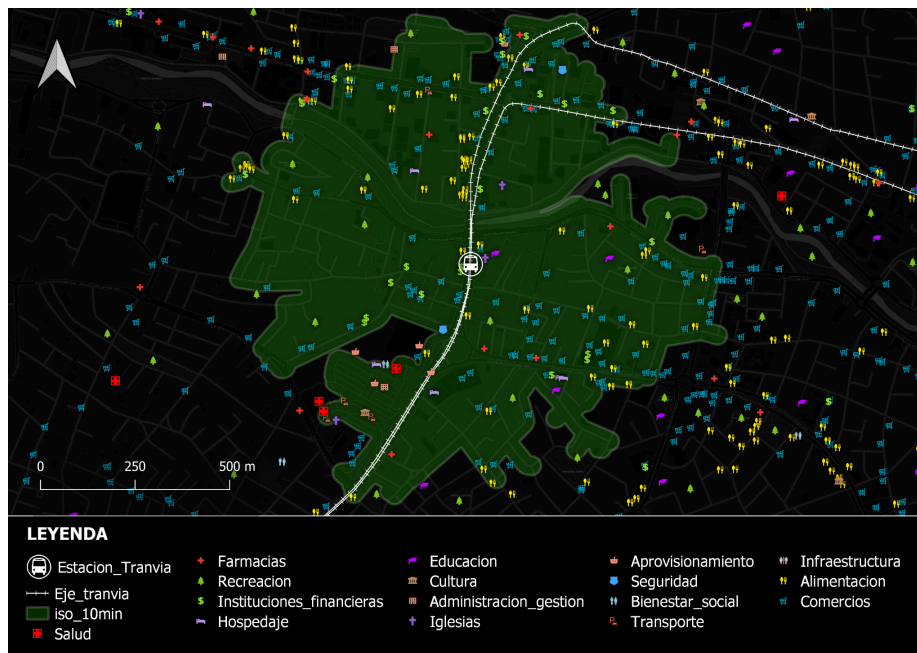 0 250 500 m
LEYENDA
Estacion_Tranvia
Eje_tranvia
iso_10min
Salud
Farmacias
Recreacion
Instituciones_financieras
Hospedaje
Educacion
Cultura
Administracion_gestion
Iglesias
Aprovisionamento
Seguridad
Bienestar_social
Transporte
Infraestructura
Alimentacion
Comercios